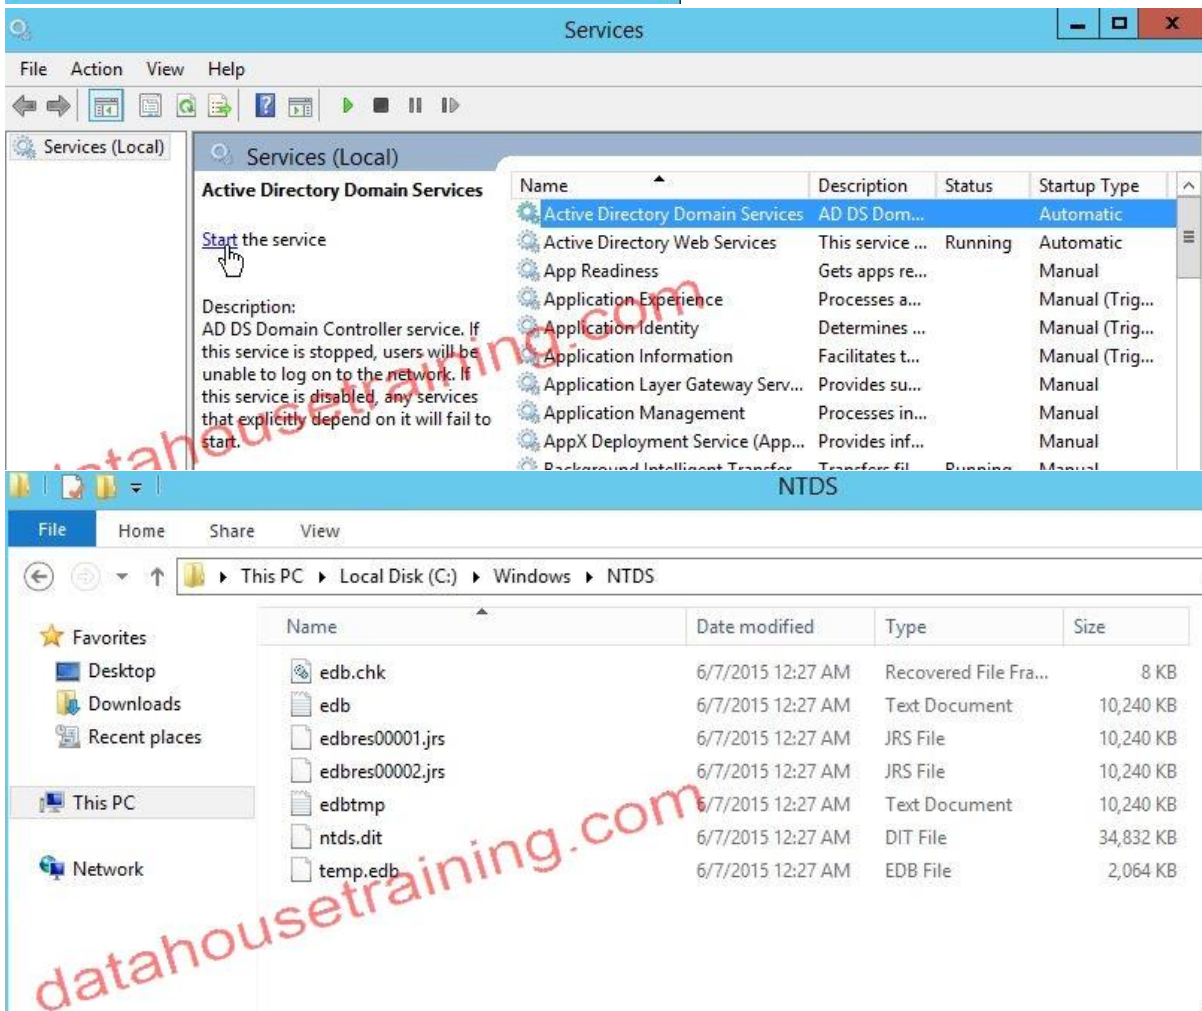 Services
File Action View Help
Services (Local)
Services (Local)
Active Directory Domain Services
Start the service
Description:
AD DS Domain Controller service. If
this service is stopped, users will be
unable to log on to the network. If
this service is disabled, any services
that explicitly depend on it will fail to
start.
Name Description Status Startup Type
Active Directory Domain Services AD DS Dom... Automatic
Active Directory Web Services This service ... Running Automatic
App Readiness Gets apps re... Manual
Application Experience Processes a... Manual (Trig...
Application Identity Determines ... Manual (Trig...
Application Information Facilitates t... Manual (Trig...
Application Layer Gateway Serv... Provides su... Manual
Application Management Processes in... Manual
AppX Deployment Service (App... Provides inf... Manual
Background Intelligent Transfer Transfers fil Running Manual
datahousetraining.com
NTDS
File Home Share View
This PC Local Disk (C:) Windows NTDS
Favorites
Desktop
Downloads
Recent places
This PC
Network
Name Date modified Type Size
edb.chk 6/7/2015 12:27 AM Recovered File Fra... 8 KB
edb 6/7/2015 12:27 AM Text Document 10,240 KB
edbres00001.jrs 6/7/2015 12:27 AM JRS File 10,240 KB
edbres00002.jrs 6/7/2015 12:27 AM JRS File 10,240 KB
edbtmp 6/7/2015 12:27 AM Text Document 10,240 KB
ntds.dit 6/7/2015 12:27 AM DIT File 34,832 KB
temp.edb 6/7/2015 12:27 AM EDB File 2,064 KB
datahousetraining.com